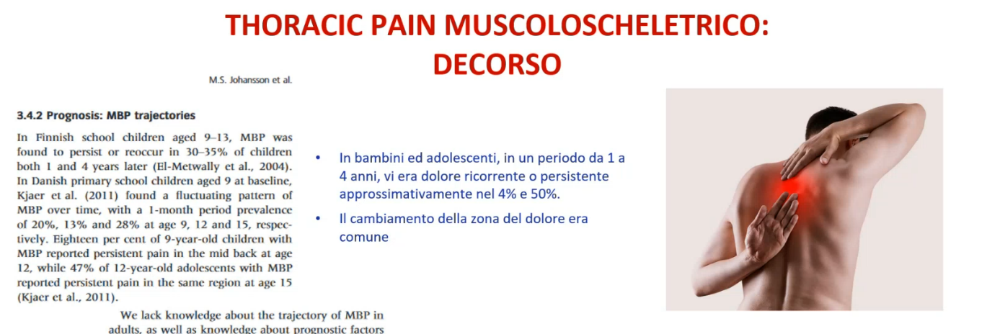 THORACIC PAIN MUSCOLOSCHELETRICO:
DECORSO
M.S. Johansson et al.
3.4.2 Prognosis: MBP trajectories
In Finnish school children aged 9–13, MBP was
found to persist or reoccur in 30–35% of children
both 1 and 4 years later (El-Metwally et al., 2004).
In Danish primary school children aged 9 at baseline,
Kjaer et al. (2011) found a fluctuating pattern of
MBP over time, with a 1-month period prevalence
of 20%, 13% and 28% at age 9, 12 and 15, respec-
tively. Eighteen per cent of 9-year-old children with
MBP reported persistent pain in the mid back at age
12, while 47% of 12-year-old adolescents with MBP
reported persistent pain in the same region at age 15
(Kjaer et al., 2011).
We lack knowledge about the trajectory of MBP in
adults, as well as knowledge about prognostic factors
• In bambini ed adolescenti, in un periodo da 1 a
4 anni, vi era dolore ricorrente o persistente
approssimativamente nel 4% e 50%.
• Il cambiamento della zona del dolore era
comune